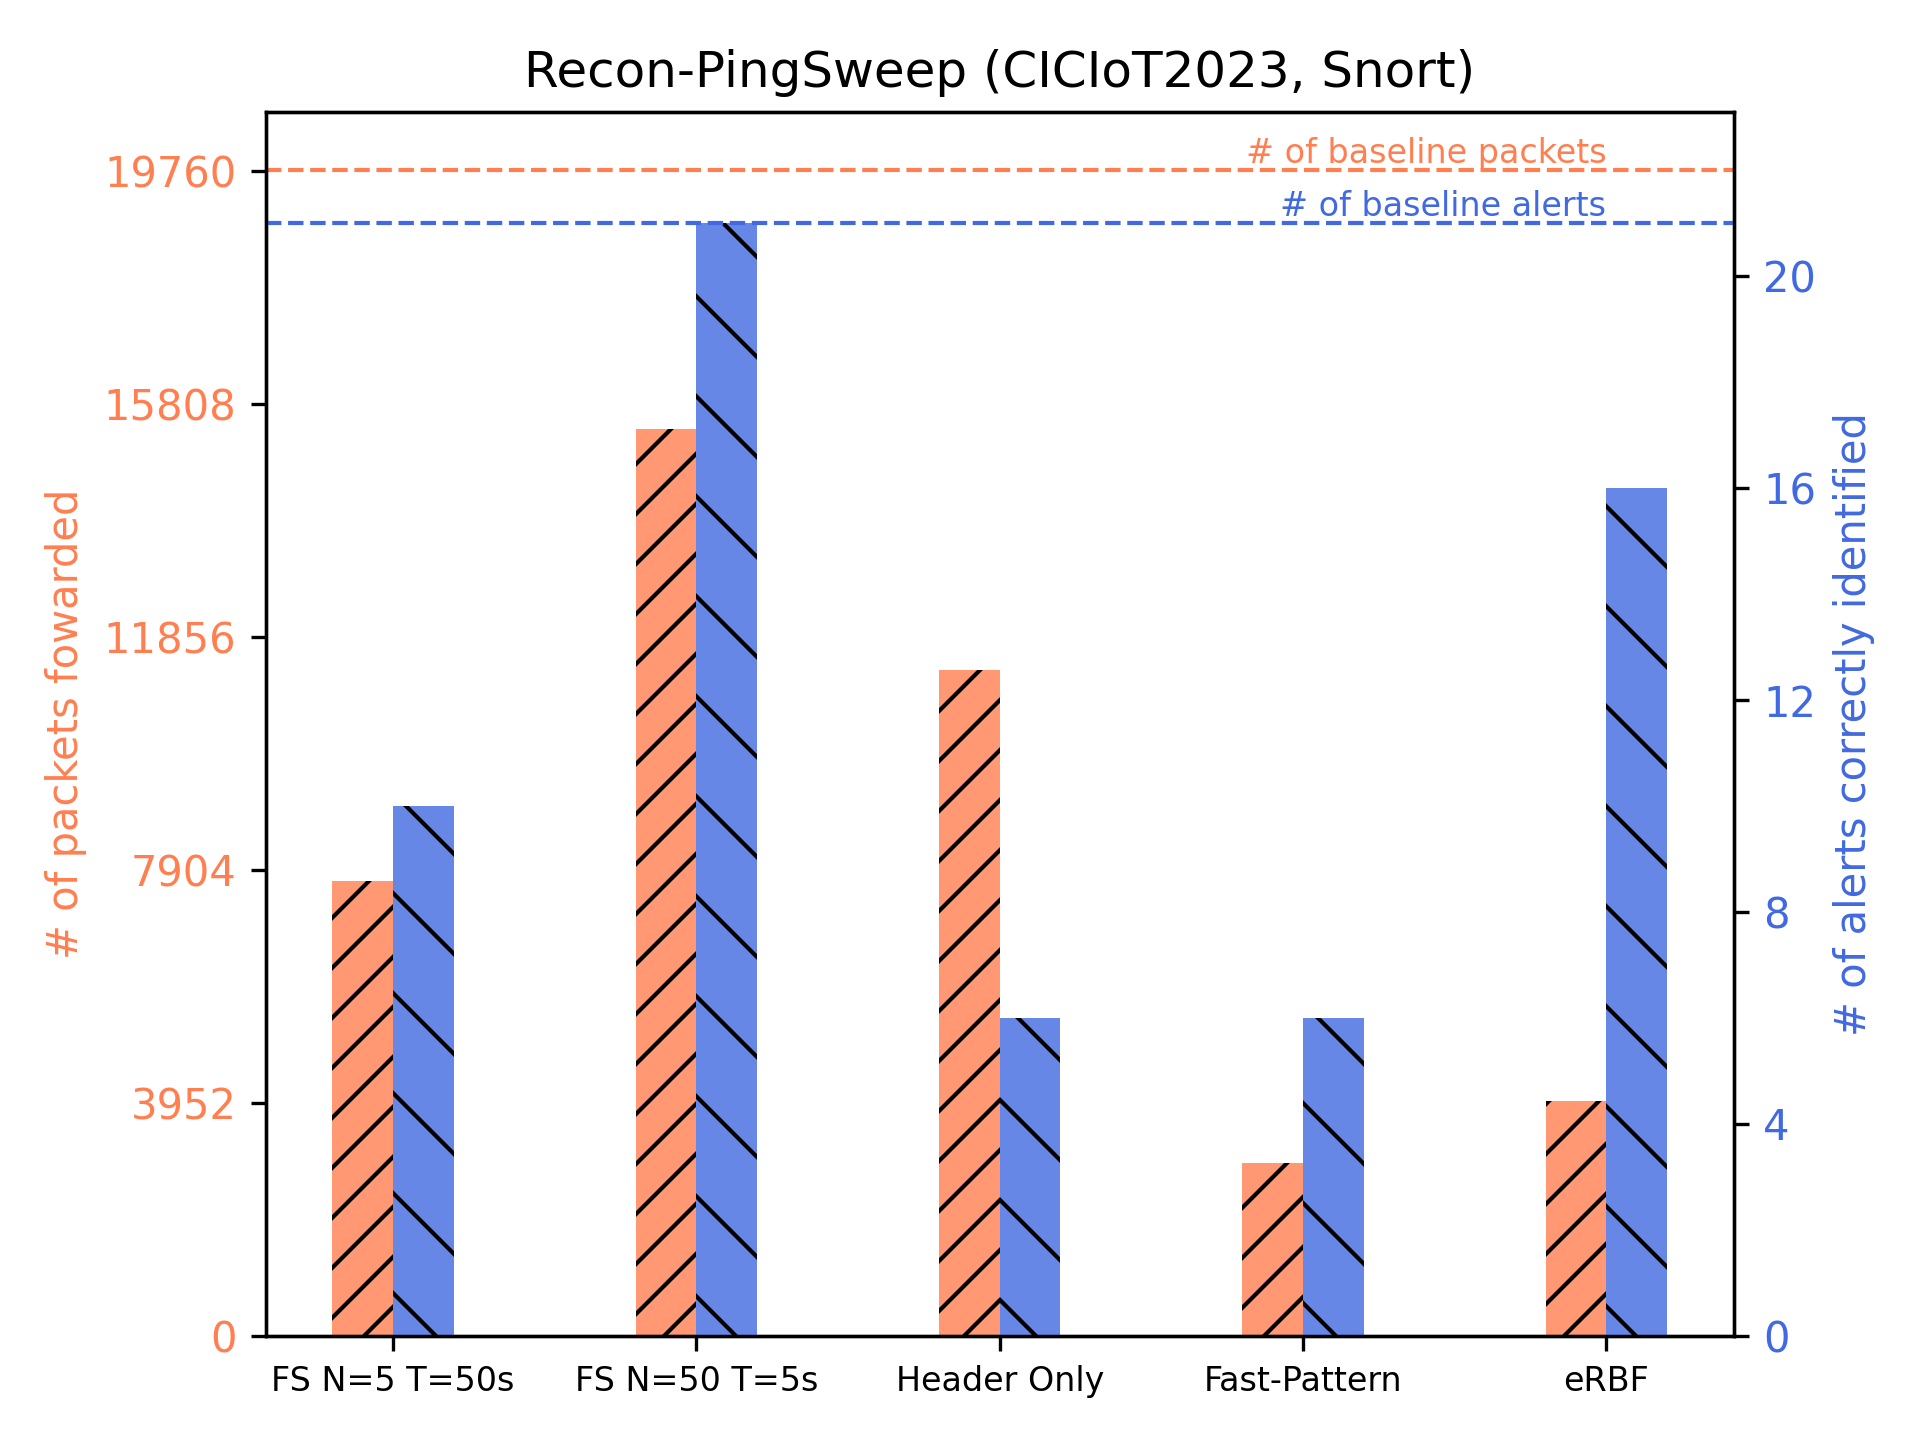 Recon-PingSweep (CICIoT2023, Snort)
# of baseline packets
# of baseline alerts
# of packets fowarded
19760
15808
11856
7904
3952
0
20
16
12
8
4
0
# of alerts correctly identified
FS N=5 T=50s
FS N=50 T=5s
Header Only
Fast-Pattern
eRBF